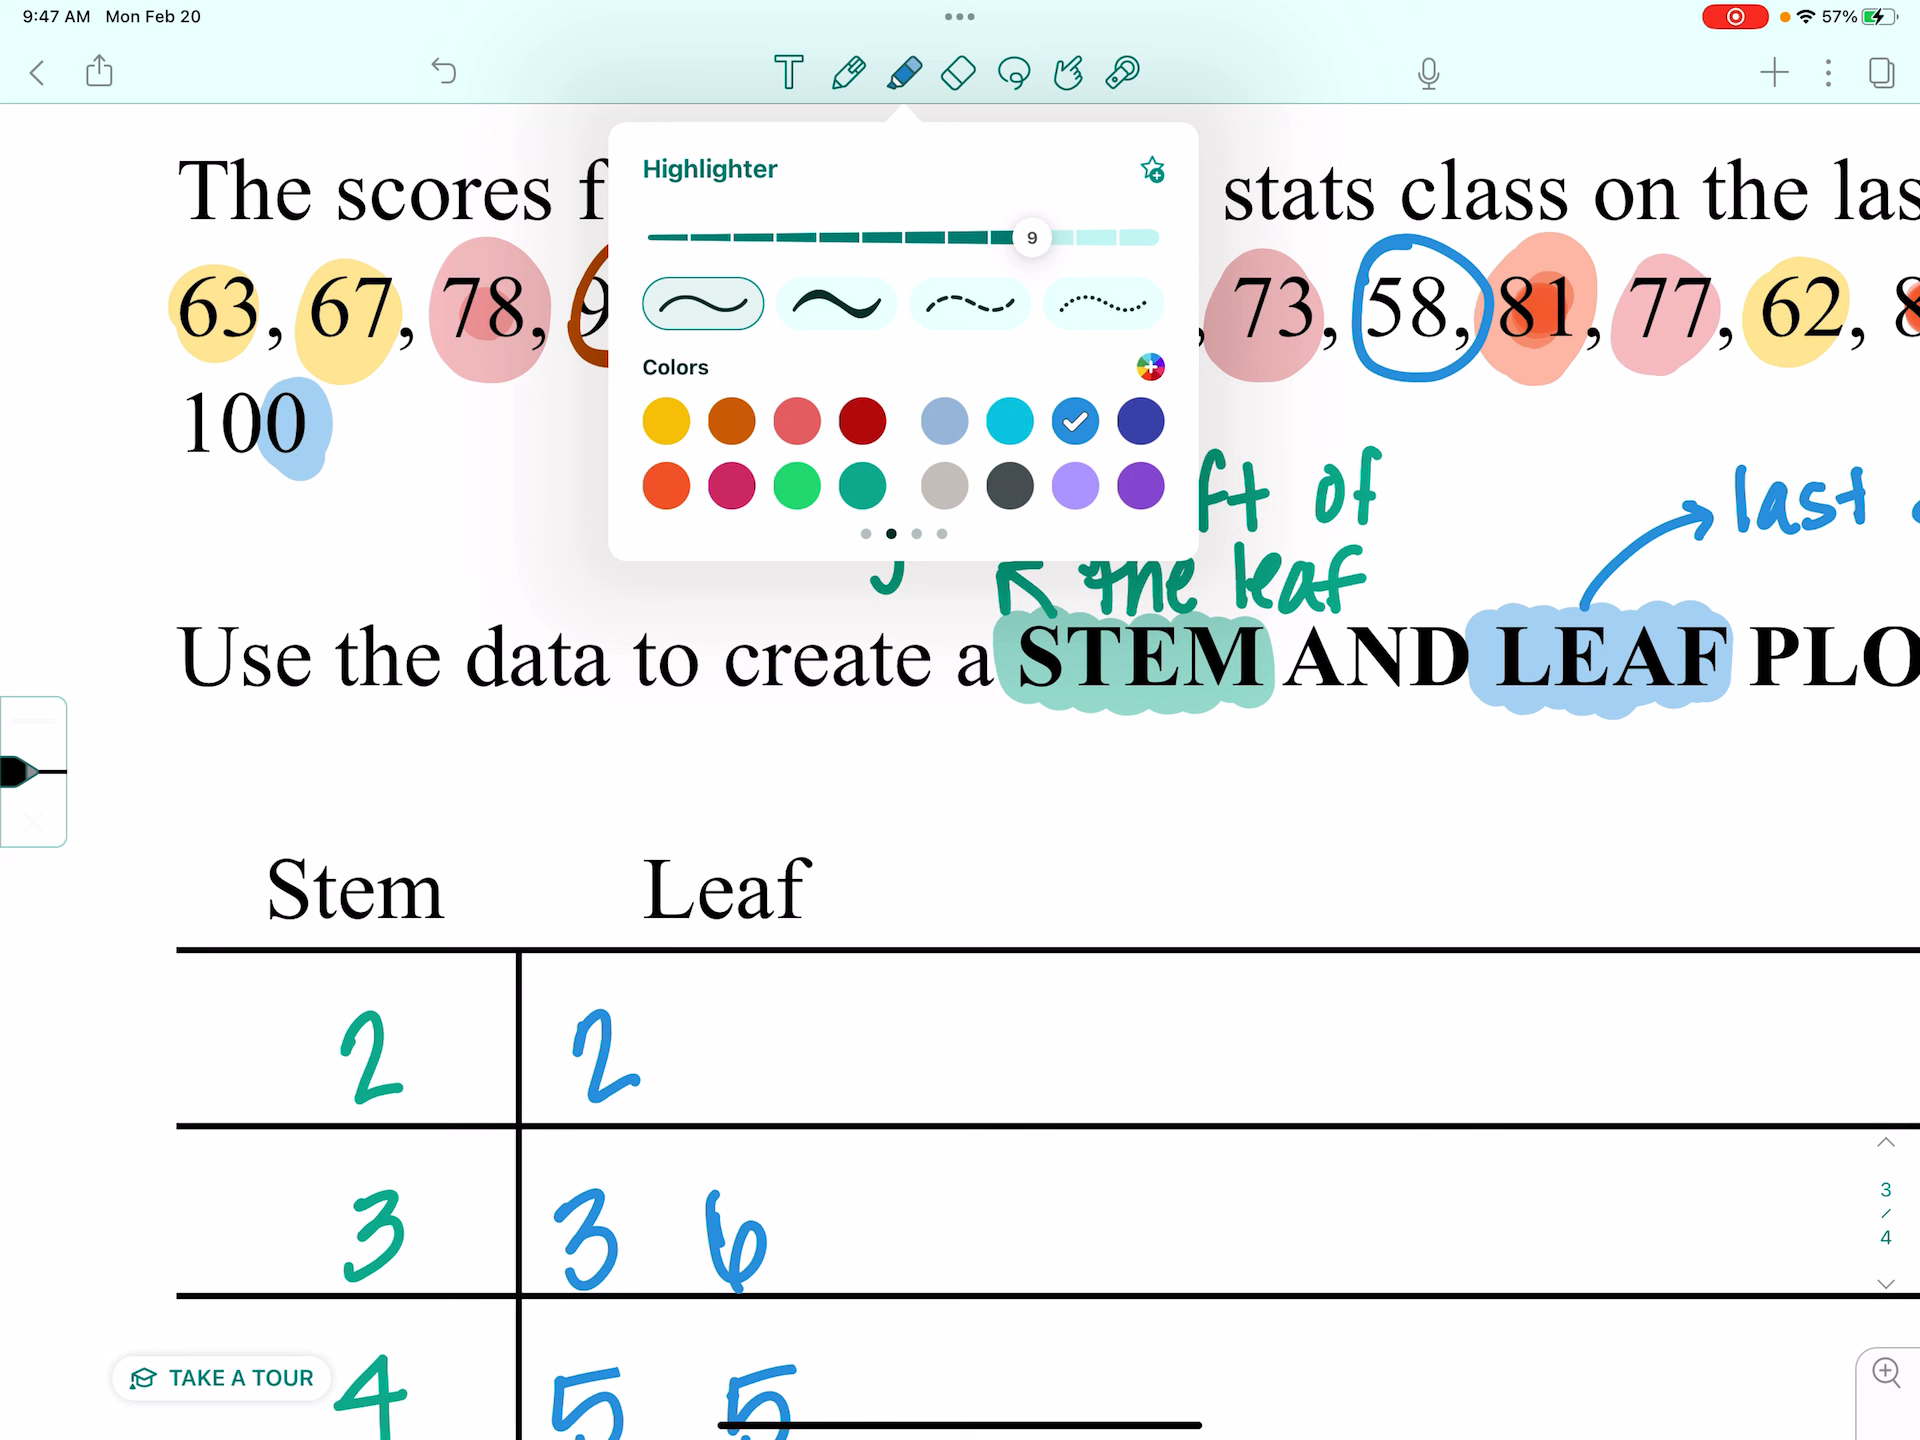 9:47 AM Mon Feb 20
57%
Highlighter
9
Colors
The scores f stats class on the las
63, 67, 78, 9 , 73, 58, 81, 77, 62, 8
100
ft of
last
the leaf
Use the data to create a STEM AND LEAF PLO
Stem Leaf
2 2
3 3 6
4 5 5
3
/
4
TAKE A TOUR